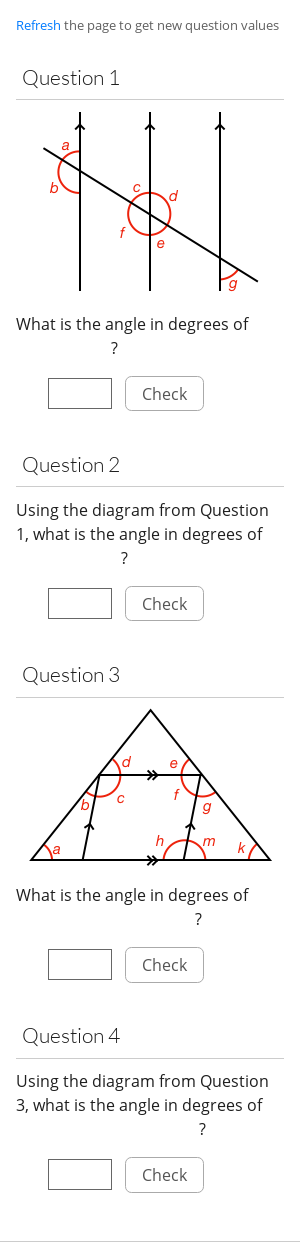 Refresh the page to get new question values
Question 1
a
b
c
d
f
e
g
What is the angle in degrees of
?
Check
Question 2
Using the diagram from Question
1, what is the angle in degrees of
?
Check
Question 3
d
e
b
c
f
g
a
h
m
k
What is the angle in degrees of
?
Check
Question 4
Using the diagram from Question
3, what is the angle in degrees of
?
Check